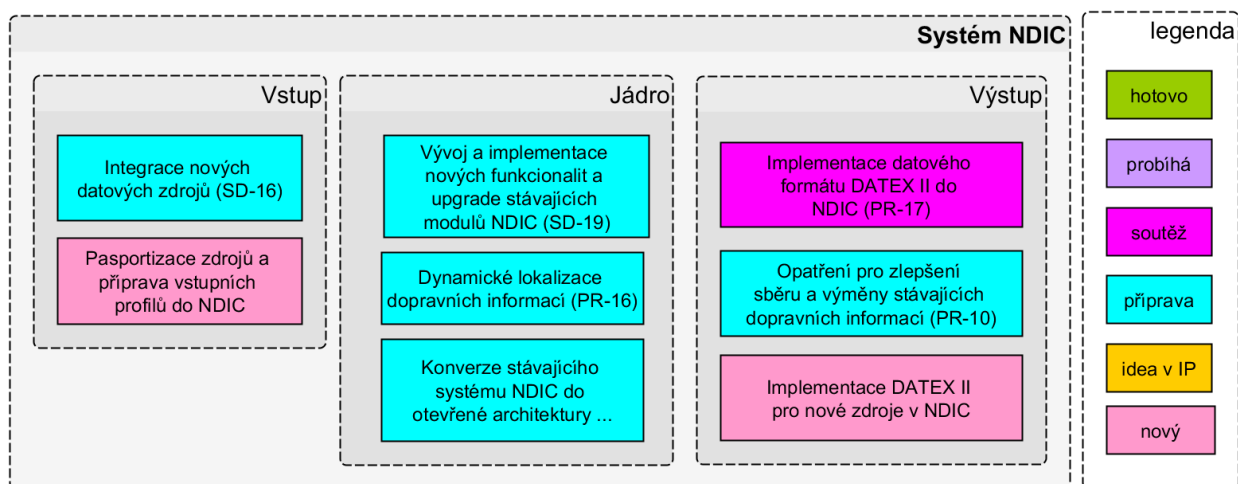 Systém NDIC
Vstup
Integrace nových
datových zdrojů (SD-16)
Pasportizace zdrojů a
příprava vstupních
profilů do NDIC
Jádro
Vývoj a implementace
nových funkcionalit a
upgrade stávajících
modulů NDIC (SD-19)
Dynamické lokalizace
dopravních informací (PR-16)
Konverze stávajícího
systému NDIC do
otevřené architektury ...
Výstup
Implementace datového
formátu DATEX II do
NDIC (PR-17)
Opatření pro zlepšení
sběru a výměny stávajících
dopravních informací (PR-10)
Implementace DATEX II
pro nové zdroje v NDIC
legenda
hotovo
probíhá
soutěž
příprava
idea v IP
nový